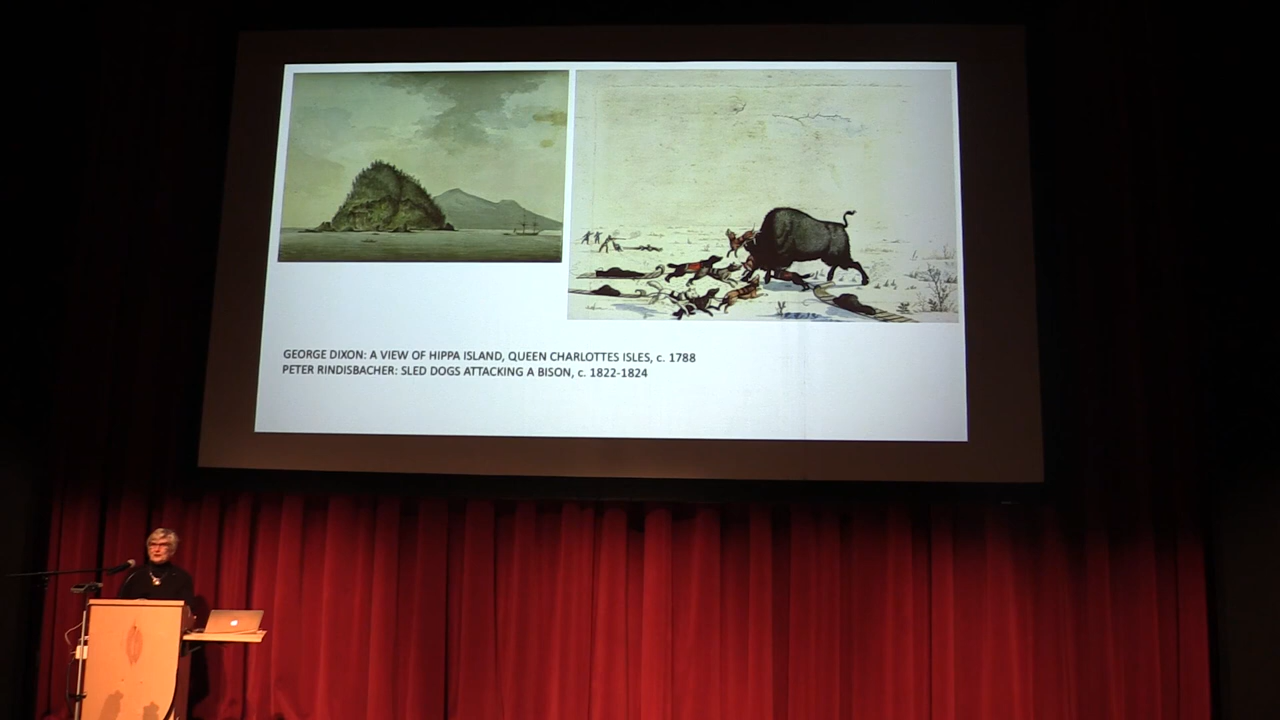 GEORGE DIXON: A VIEW OF HIPPA ISLAND, QUEEN CHARLOTTES ISLES, c. 1788
PETER RINDISBACHER: SLED DOGS ATTACKING A BISON, c. 1822-1824